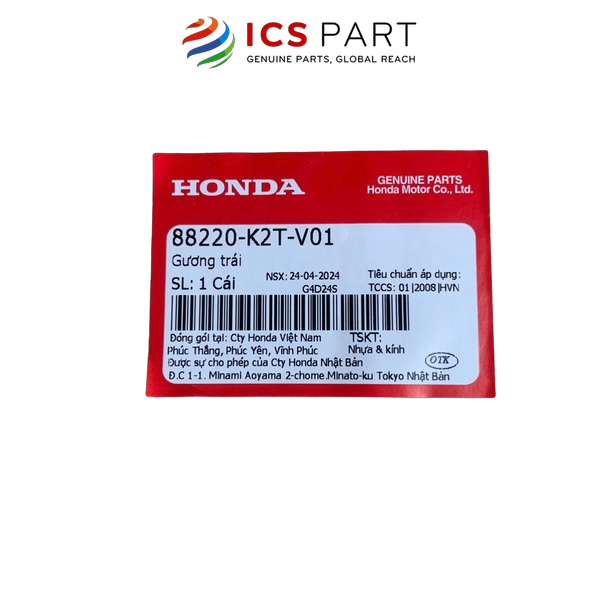 ICS PART
GENUINE PARTS, GLOBAL REACH
HONDA
GENUINE PARTS
Honda Motor Co., Ltd.
88220-K2T-V01
Gương trái
SL: 1 Cái
NSX: 24-04-2024
G4D24S
Tiêu chuẩn áp dụng:
TCCS: 01|2008|HVN
Đóng gói tại: Cty Honda Việt Nam
Phúc Thắng, Phúc Yên, Vĩnh Phúc
TSKT:
Nhựa & kính
Được sự cho phép của Cty Honda Nhật Bản
OTK
Đ.C 1-1. Minami Aoyama 2-chome.Minato-ku Tokyo Nhật Bản